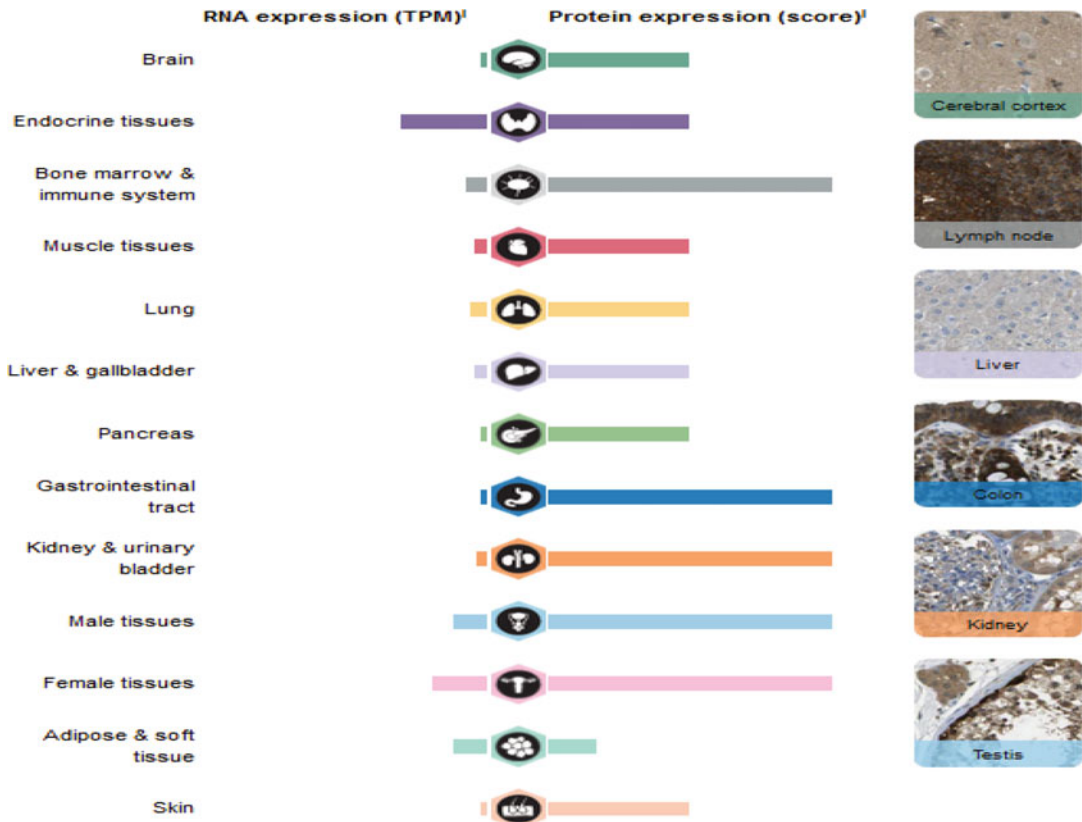 RNA expression (TPM)ⁱ Protein expression (score)ⁱ
Brain
Cerebral cortex
Endocrine tissues
Bone marrow &
immune system
Lymph node
Muscle tissues
Lung
Liver & gallbladder
Liver
Pancreas
Gastrointestinal
tract
Colon
Kidney & urinary
bladder
Kidney
Male tissues
Female tissues
Adipose & soft
tissue
Testis
Skin